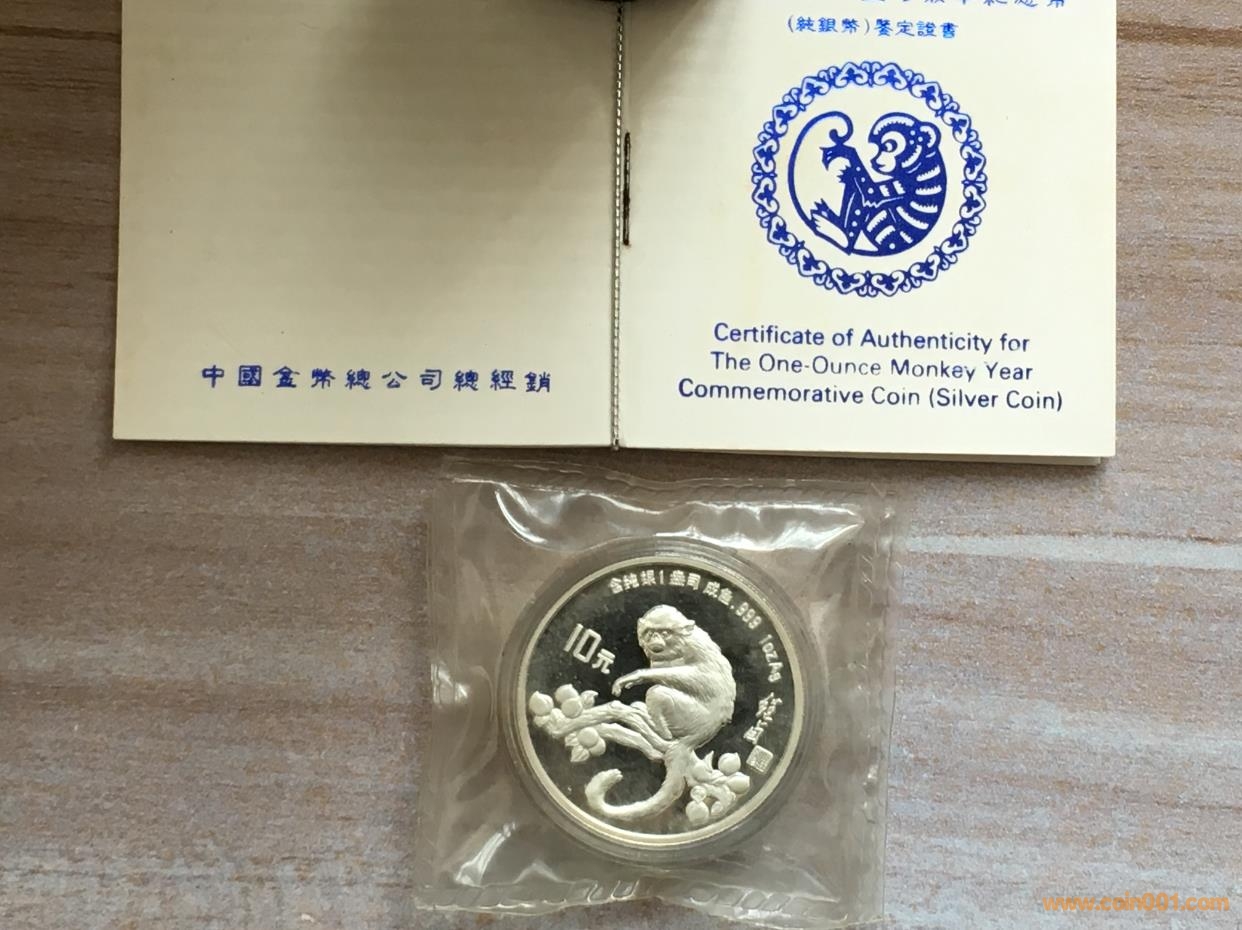 (純銀幣)鑒定證書
Certificate of Authenticity for
The One-Ounce Monkey Year
Commemorative Coin (Silver Coin)
中國金幣總公司總經銷
含纯银1盎司 成色.999 1ozAg
10元
www.coin001.com